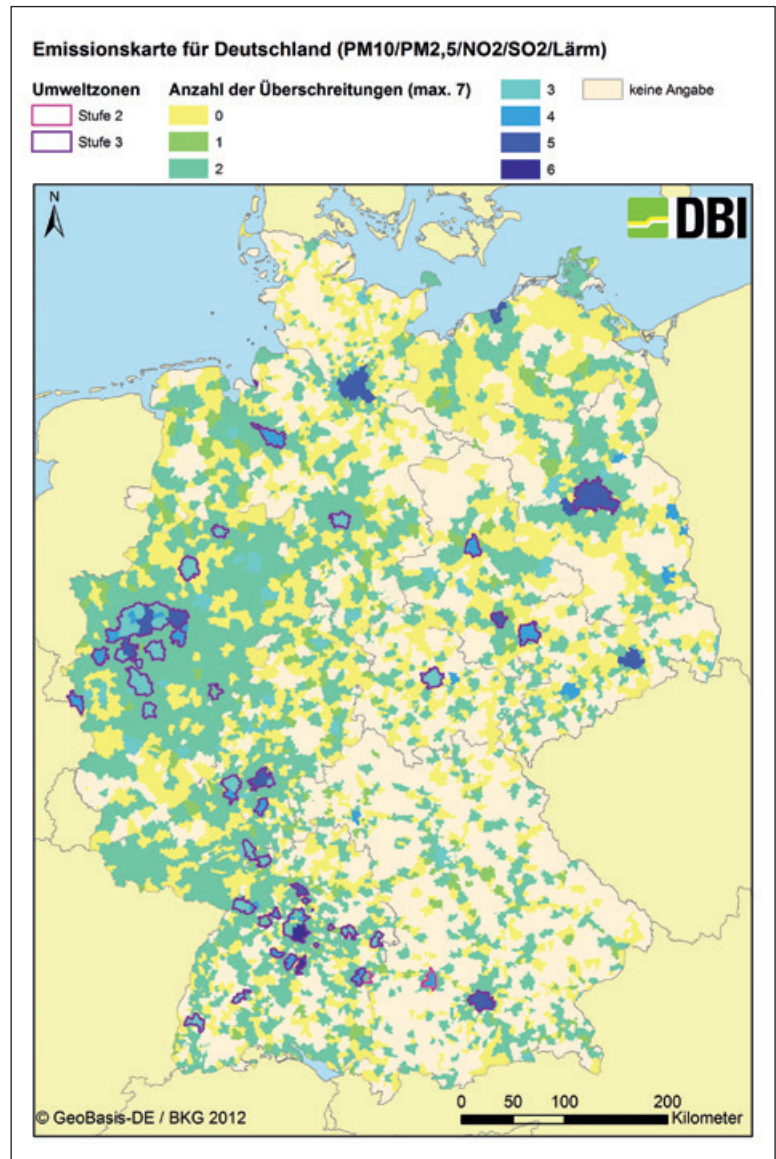 Emissionskarte für Deutschland (PM10/PM2,5/NO2/SO2/Lärm)
Umweltzonen
Stufe 2
Stufe 3
Anzahl der Überschreitungen (max. 7)
0
1
2
3
4
5
6
keine Angabe
N
DBI
0 50 100 200
Kilometer
© GeoBasis-DE / BKG 2012